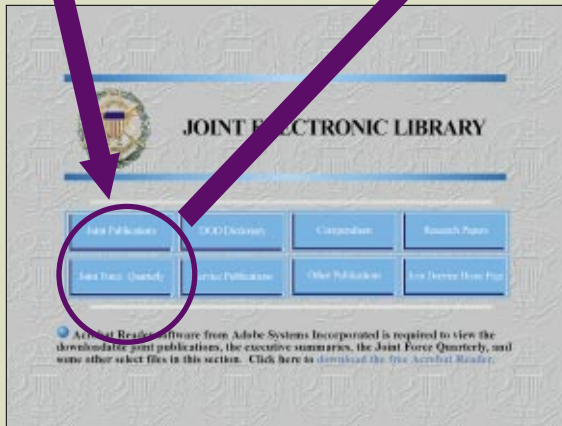 JOINT ELECTRONIC LIBRARY
Joint Publications DOD Dictionary Compendium Research Papers
Joint Force Quarterly Service Publications Other Publications Joint Doctrine Home Page
Acrobat Reader software from Adobe Systems Incorporated is required to view the
downloadable joint publications, the executive summaries, the Joint Force Quarterly, and
some other select files in this section. Click here to download the free Acrobat Reader.